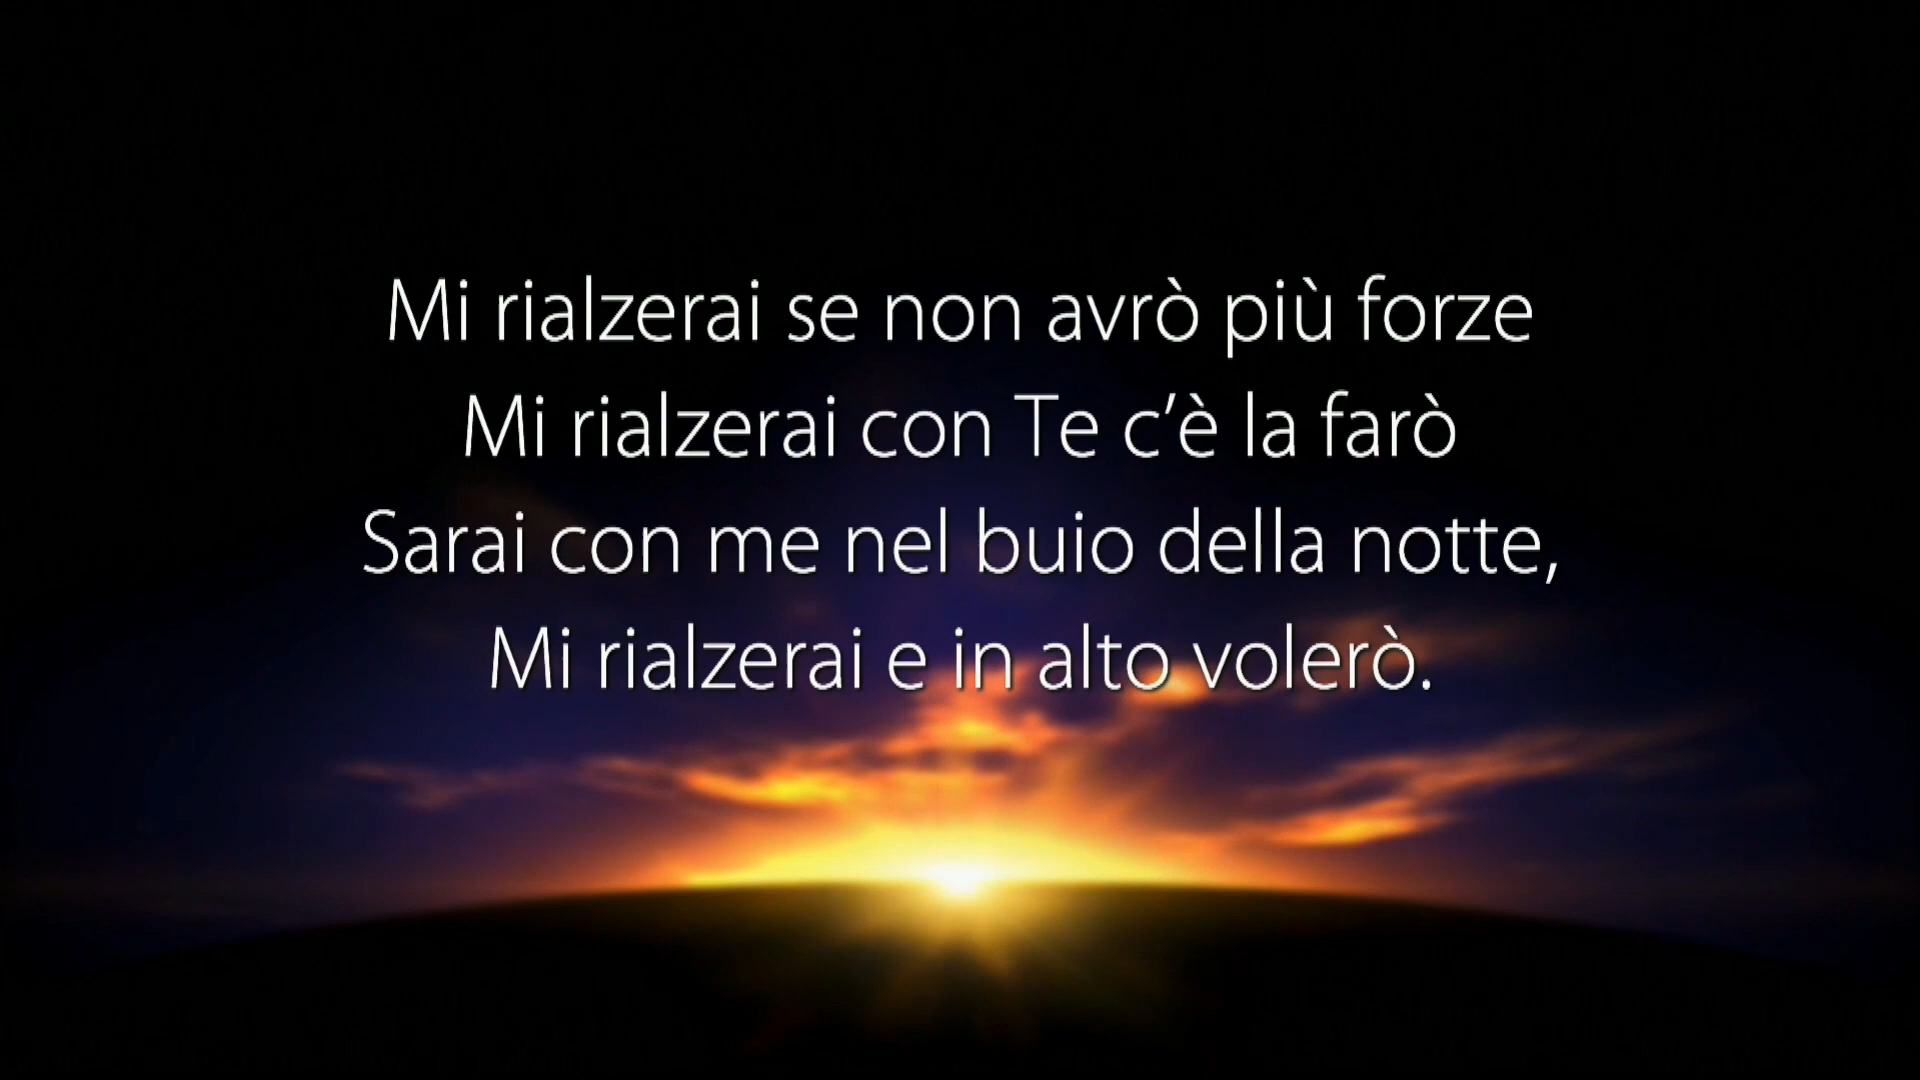 Mi rialzerai se non avrò più forze
Mi rialzerai con Te c’è la farò
Sarai con me nel buio della notte,
Mi rialzerai e in alto volerò.